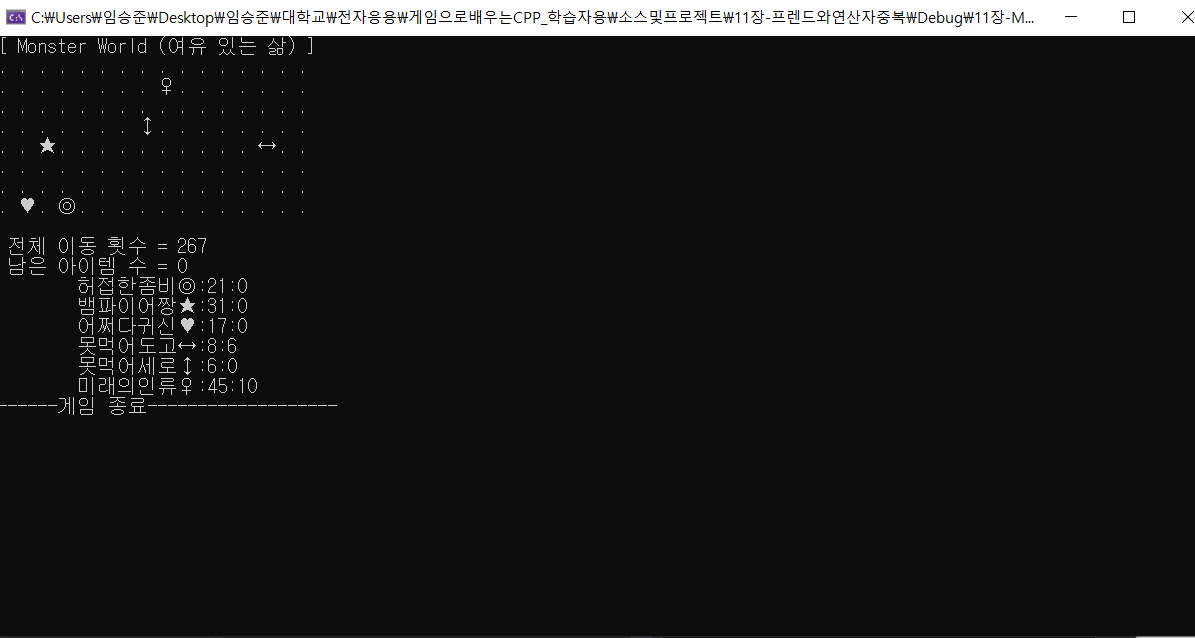 C:\Users\임승준\Desktop\임승준\대학교\전자응용\게임으로배우는CPP_학습자용\소스및프로젝트\11장-프렌드와연산자중복\Debug\11장-M...
[ Monster World (여유 있는 삶) ]
. . . . . . . . . . . . . . . .
. . . . . . . . ♀. . . . . . .
. . . . . . . . . . . . . . . .
. . . . . . . ↕. . . . . . . .
. . ★. . . . . . . . . . ↔. .
. . . . . . . . . . . . . . . .
. . . . . . . . . . . . . . . .
. ♥. ◎. . . . . . . . . . . .
전체 이동 횟수 = 267
남은 아이템 수 = 0
허접한좀비◎:21:0
뱀파이어짱★:31:0
어쩌다귀신♥:17:0
못먹어도고↔:8:6
못먹어세로↕:6:0
미래의인류♀:45:10
------게임 종료-------------------